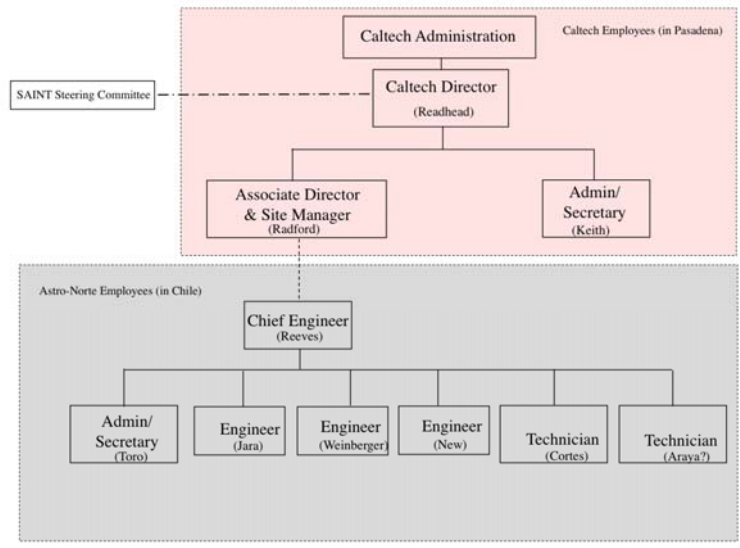 Caltech Administration
Caltech Employees (in Pasadena)
SAINT Steering Committee
Caltech Director
(Readhead)
Associate Director
& Site Manager
(Radford)
Admin/
Secretary
(Keith)
Astro-Norte Employees (in Chile)
Chief Engineer
(Reeves)
Admin/
Secretary
(Toro)
Engineer
(Jara)
Engineer
(Weinberger)
Engineer
(New)
Technician
(Cortes)
Technician
(Araya?)